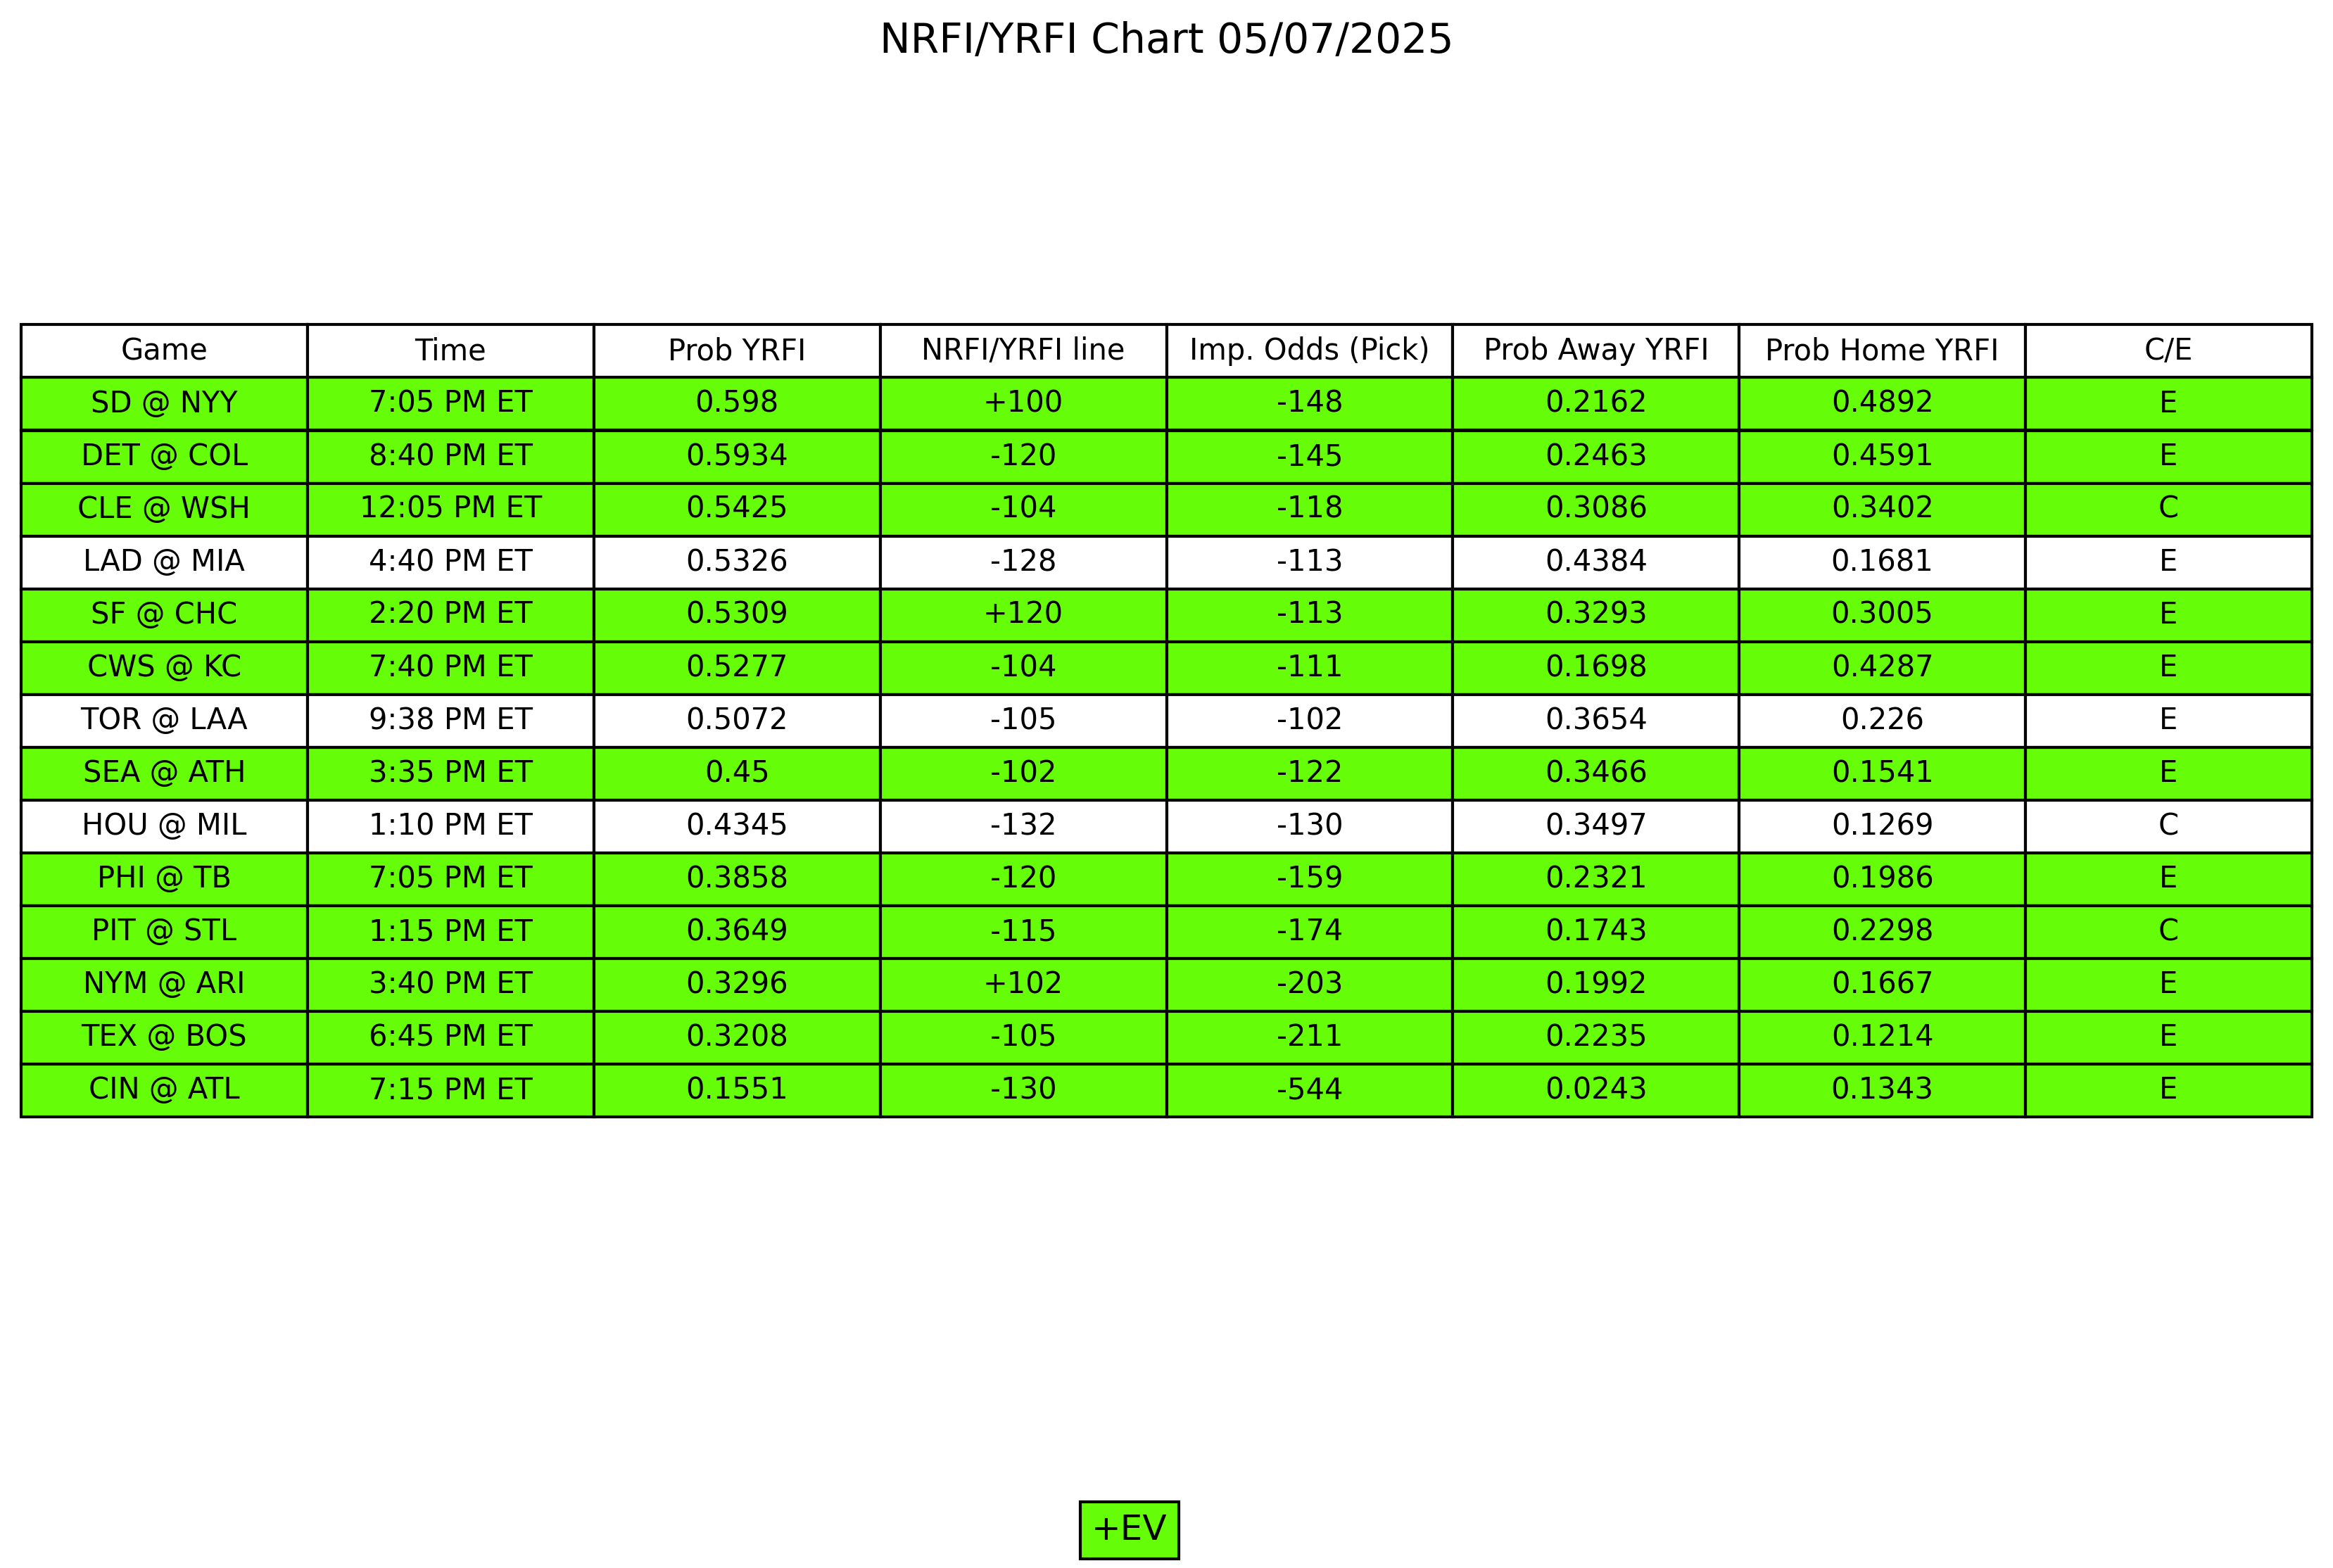 NRFI/YRFI Chart 05/07/2025
Game Time Prob YRFI NRFI/YRFI line Imp. Odds (Pick) Prob Away YRFI Prob Home YRFI C/E
SD @ NYY 7:05 PM ET 0.598 +100 -148 0.2162 0.4892 E
DET @ COL 8:40 PM ET 0.5934 -120 -145 0.2463 0.4591 E
CLE @ WSH 12:05 PM ET 0.5425 -104 -118 0.3086 0.3402 C
LAD @ MIA 4:40 PM ET 0.5326 -128 -113 0.4384 0.1681 E
SF @ CHC 2:20 PM ET 0.5309 +120 -113 0.3293 0.3005 E
CWS @ KC 7:40 PM ET 0.5277 -104 -111 0.1698 0.4287 E
TOR @ LAA 9:38 PM ET 0.5072 -105 -102 0.3654 0.226 E
SEA @ ATH 3:35 PM ET 0.45 -102 -122 0.3466 0.1541 E
HOU @ MIL 1:10 PM ET 0.4345 -132 -130 0.3497 0.1269 C
PHI @ TB 7:05 PM ET 0.3858 -120 -159 0.2321 0.1986 E
PIT @ STL 1:15 PM ET 0.3649 -115 -174 0.1743 0.2298 C
NYM @ ARI 3:40 PM ET 0.3296 +102 -203 0.1992 0.1667 E
TEX @ BOS 6:45 PM ET 0.3208 -105 -211 0.2235 0.1214 E
CIN @ ATL 7:15 PM ET 0.1551 -130 -544 0.0243 0.1343 E
+EV